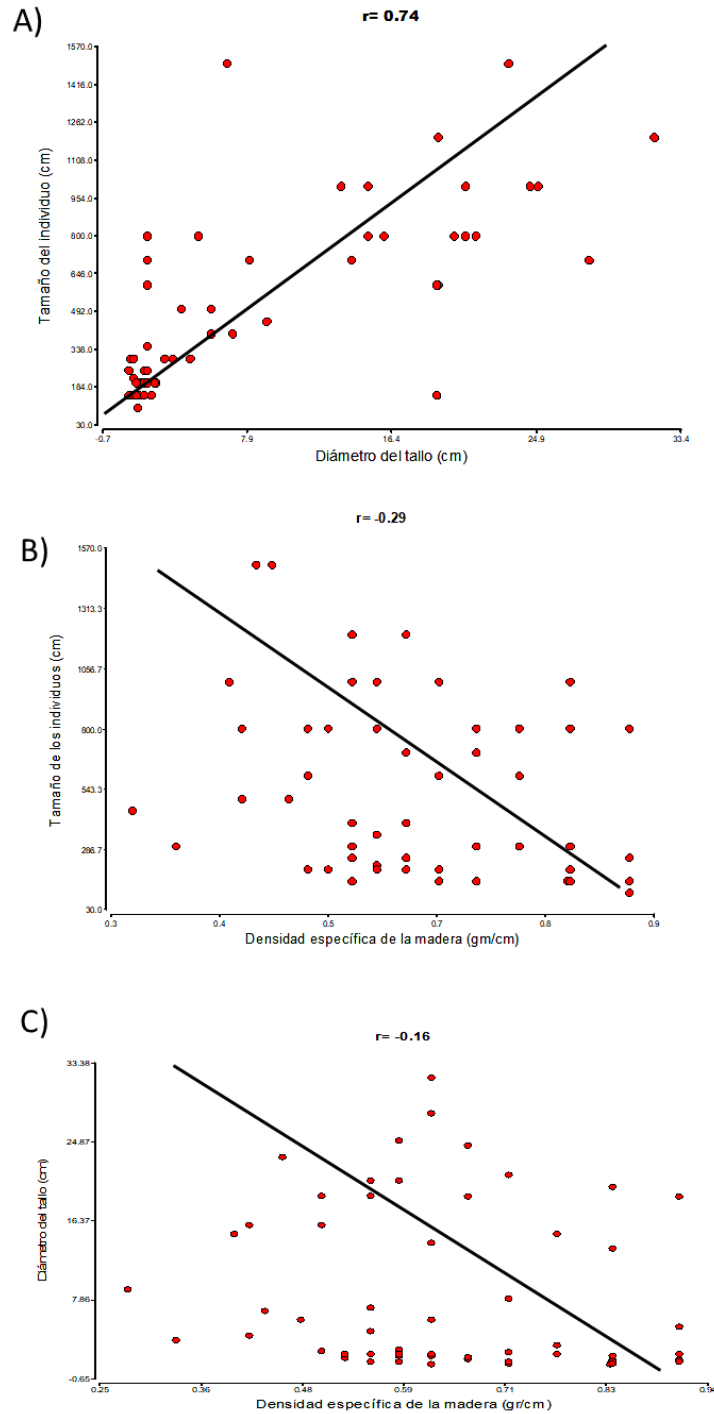 A)
r= 0.74
Tamaño del individuo (cm)
1570.0
1416.0
1262.0
1108.0
954.0
800.0
646.0
492.0
338.0
184.0
30.0
-0.7 7.9 16.4 24.9 33.4
Diámetro del tallo (cm)
B)
r= -0.29
Tamaño de los individuos (cm)
1570.0
1313.3
1056.7
800.0
543.3
286.7
30.0
0.3 0.4 0.5 0.7 0.8 0.9
Densidad específica de la madera (gm/cm)
C)
r= -0.16
Diámetro del tallo (cm)
33.38
24.87
16.37
7.86
-0.65
0.25 0.36 0.48 0.59 0.71 0.83 0.94
Densidad específica de la madera (gr/cm)